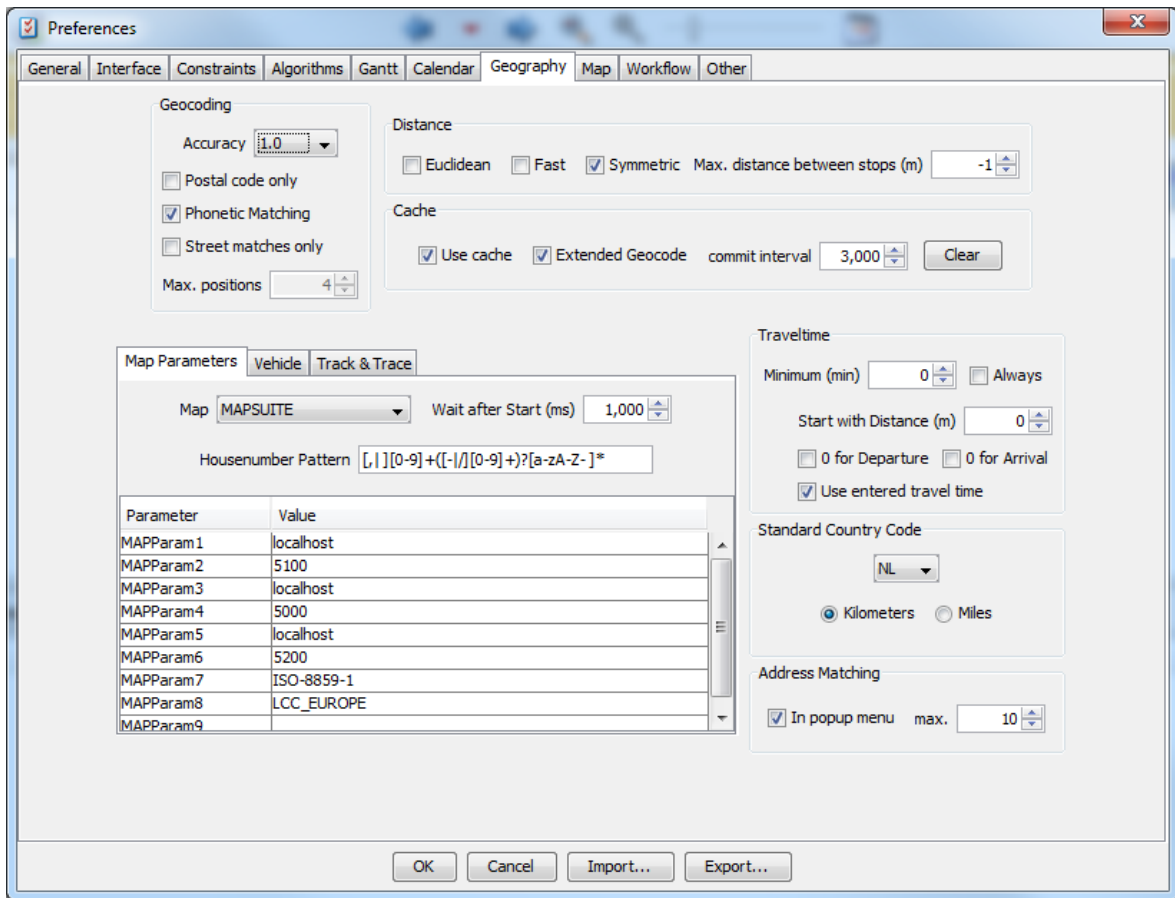 Preferences
General Interface Constraints Algorithms Gantt Calendar Geography Map Workflow Other
Geocoding
Accuracy 1.0
Postal code only
Phonetic Matching
Street matches only
Max. positions 4
Distance
Euclidean Fast Symmetric Max. distance between stops (m) -1
Cache
Use cache Extended Geocode commit interval 3,000 Clear
Map Parameters Vehicle Track & Trace
Map MAPSUITE Wait after Start (ms) 1,000
Housenumber Pattern [,| ][0-9]+([-|/][0-9]+)?[a-zA-Z- ]*
Parameter Value
MAPParam1 localhost
MAPParam2 5100
MAPParam3 localhost
MAPParam4 5000
MAPParam5 localhost
MAPParam6 5200
MAPParam7 ISO-8859-1
MAPParam8 LCC_EUROPE
MAPParam9
Traveltime
Minimum (min) 0 Always
Start with Distance (m) 0
0 for Departure 0 for Arrival
Use entered travel time
Standard Country Code
NL
Kilometers Miles
Address Matching
In popup menu max. 10
OK Cancel Import... Export...